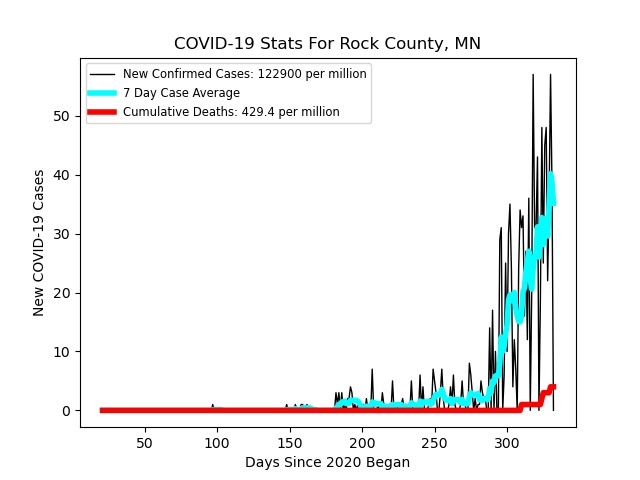 COVID-19 Stats For Rock County, MN
New Confirmed Cases: 122900 per million
7 Day Case Average
Cumulative Deaths: 429.4 per million
New COVID-19 Cases
50
40
30
20
10
0
50 100 150 200 250 300
Days Since 2020 Began